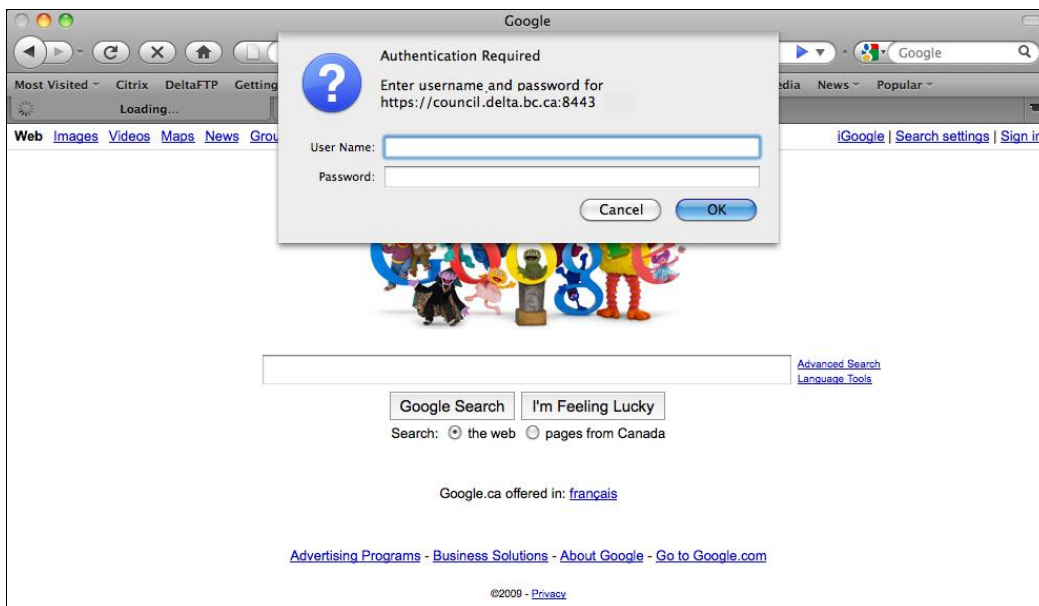 Google
Authentication Required
Enter username and password for
https://council.delta.bc.ca:8443
User Name:
Password:
Cancel OK
Google
Most Visited Citrix DeltaFTP News Popular
Loading...
Web Images Videos Maps News iGoogle | Search settings | Sign in
Advanced Search
Language Tools
Google Search I'm Feeling Lucky
Search: the web pages from Canada
Google.ca offered in: français
Advertising Programs - Business Solutions - About Google - Go to Google.com
©2009 - Privacy